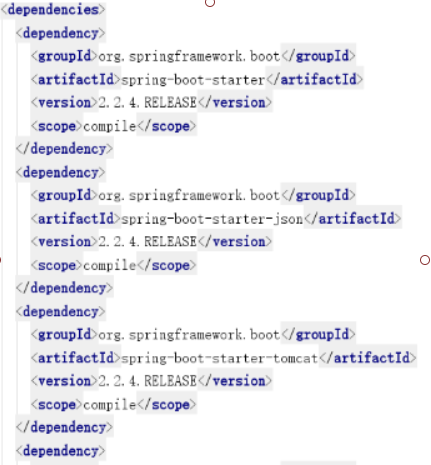 <dependencies>
<dependency>
<groupId>org.springframework.boot</groupId>
<artifactId>spring-boot-starter</artifactId>
<version>2.2.4.RELEASE</version>
<scope>compile</scope>
</dependency>
<dependency>
<groupId>org.springframework.boot</groupId>
<artifactId>spring-boot-starter-json</artifactId>
<version>2.2.4.RELEASE</version>
<scope>compile</scope>
</dependency>
<dependency>
<groupId>org.springframework.boot</groupId>
<artifactId>spring-boot-starter-tomcat</artifactId>
<version>2.2.4.RELEASE</version>
<scope>compile</scope>
</dependency>
<dependency>